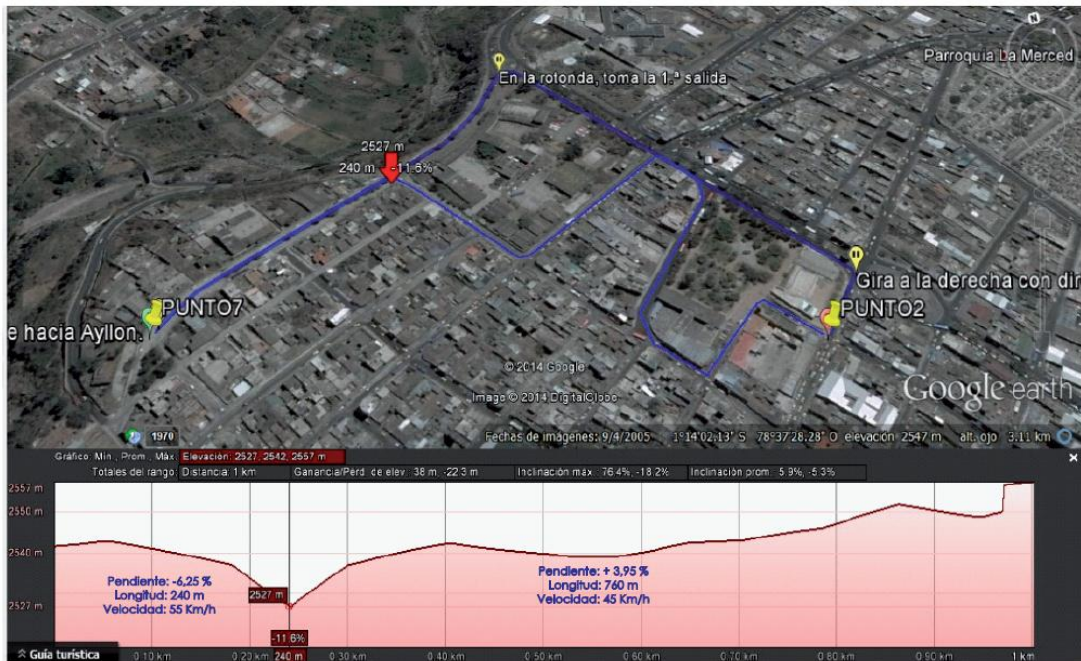 Parroquia La Merced
En la rotonda, toma la 1.ª salida
2527 m
240 m -11.6%
Gira a la derecha con dir
PUNTO7
PUNTO2
e hacia Ayllon.
© 2014 Google
Google earth
Image © 2014 DigitalGlobe
1970
Fechas de imágenes: 9/4/2005 1°14'02.13" S 78°37'28.28" O elevación 2547 m alt. ojo 3.11 km
Gráfico: Mín., Prom., Máx. Elevación: 2527, 2542, 2557 m
Totales del rango: Distancia: 1 km Ganancia/Pérd. de elev.: 38 m, -22.3 m Inclinación máx.: 76.4%, -18.2% Inclinación prom.: 5.9%, -5.3%
2557 m
2550 m
2540 m
2527 m
Pendiente: -6,25 %
Longitud: 240 m
Velocidad: 55 Km/h
2527 m
Pendiente: + 3,95 %
Longitud: 760 m
Velocidad: 45 Km/h
-11.6%
Guía turística
0.10 km 0.20 km 240 m 0.30 km 0.40 km 0.50 km 0.60 km 0.70 km 0.80 km 0.90 km 1 km